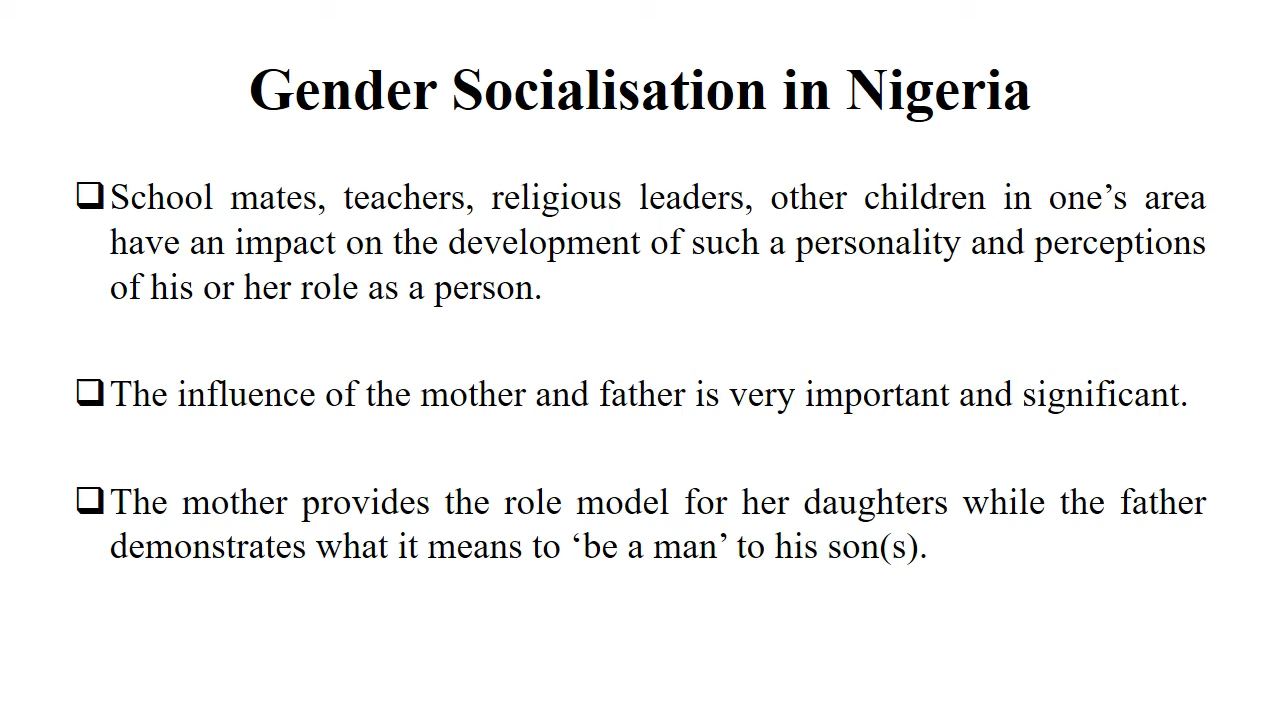 Gender Socialisation in Nigeria
❑School mates, teachers, religious leaders, other children in one’s area
have an impact on the development of such a personality and perceptions
of his or her role as a person.
❑The influence of the mother and father is very important and significant.
❑The mother provides the role model for her daughters while the father
demonstrates what it means to ‘be a man’ to his son(s).